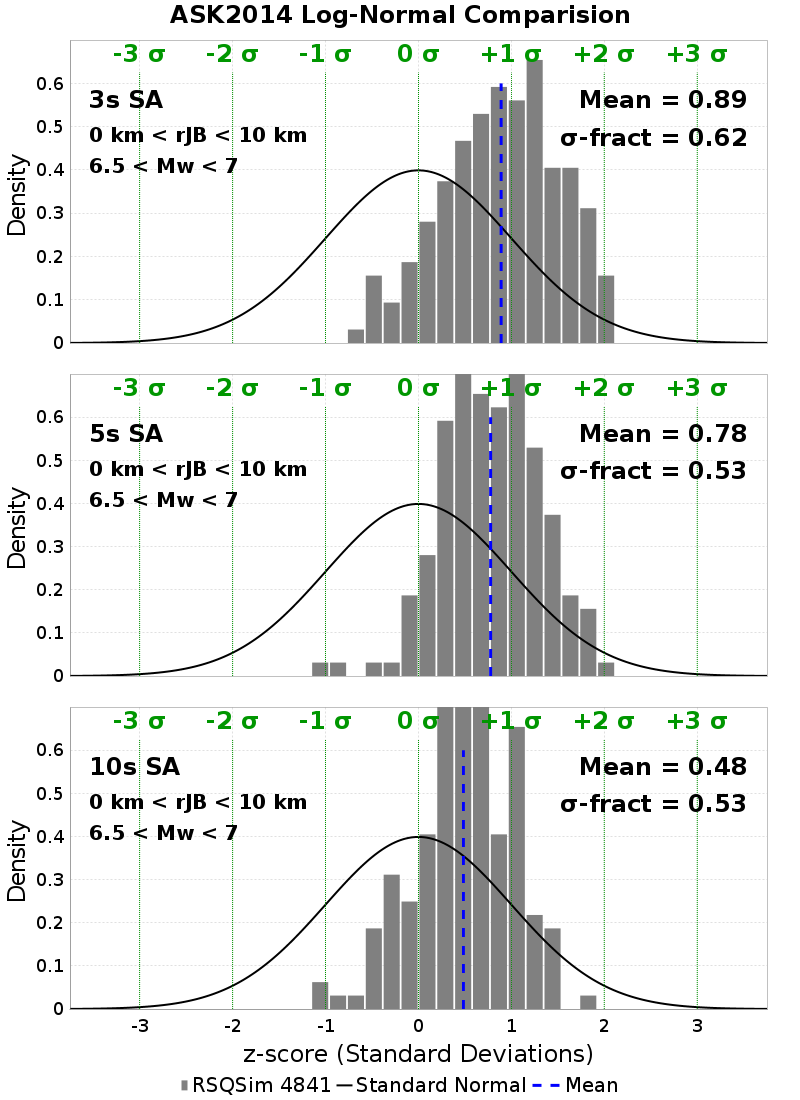 ASK2014 Log-Normal Comparision
-3 σ -2 σ -1 σ 0 σ +1 σ +2 σ +3 σ
3s SA
0 km < rJB < 10 km
6.5 < Mw < 7
Mean = 0.89
σ-fract = 0.62
Density
0.6
0.5
0.4
0.3
0.2
0.1
0
-3 σ -2 σ -1 σ 0 σ +1 σ +2 σ +3 σ
5s SA
0 km < rJB < 10 km
6.5 < Mw < 7
Mean = 0.78
σ-fract = 0.53
Density
0.6
0.5
0.4
0.3
0.2
0.1
0
-3 σ -2 σ -1 σ 0 σ +1 σ +2 σ +3 σ
10s SA
0 km < rJB < 10 km
6.5 < Mw < 7
Mean = 0.48
σ-fract = 0.53
Density
0.6
0.5
0.4
0.3
0.2
0.1
0
-3 -2 -1 0 1 2 3
z-score (Standard Deviations)
RSQSim 4841 Standard Normal Mean